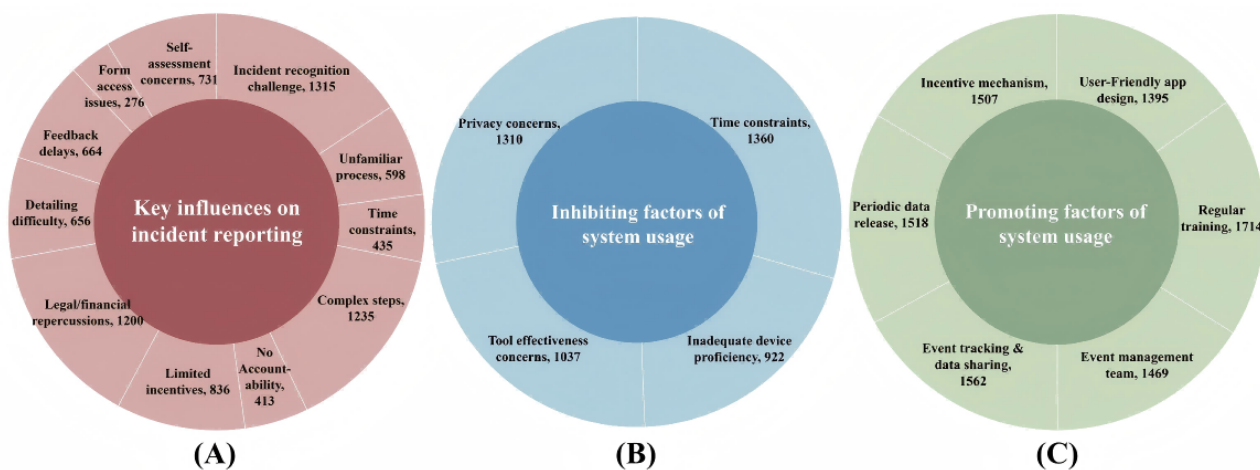 Self-
assessment
concerns, 731
Incident recognition
challenge, 1315
Form
access
issues, 276
Feedback
delays, 664
Unfamiliar
process, 598
Detailing
difficulty, 656
Key influences on
incident reporting
Time
constraints,
435
Legal/financial
repercussions, 1200
Complex steps,
1235
Limited
incentives, 836
No
Account-
ability,
413
(A)
Privacy concerns,
1310
Time constraints,
1360
Inhibiting factors of
system usage
Tool effectiveness
concerns, 1037
Inadequate device
proficiency, 922
(B)
Incentive mechanism,
1507
User-Friendly app
design, 1395
Periodic data
release, 1518
Promoting factors of
system usage
Regular
training, 1714
Event tracking &
data sharing,
1562
Event management
team, 1469
(C)